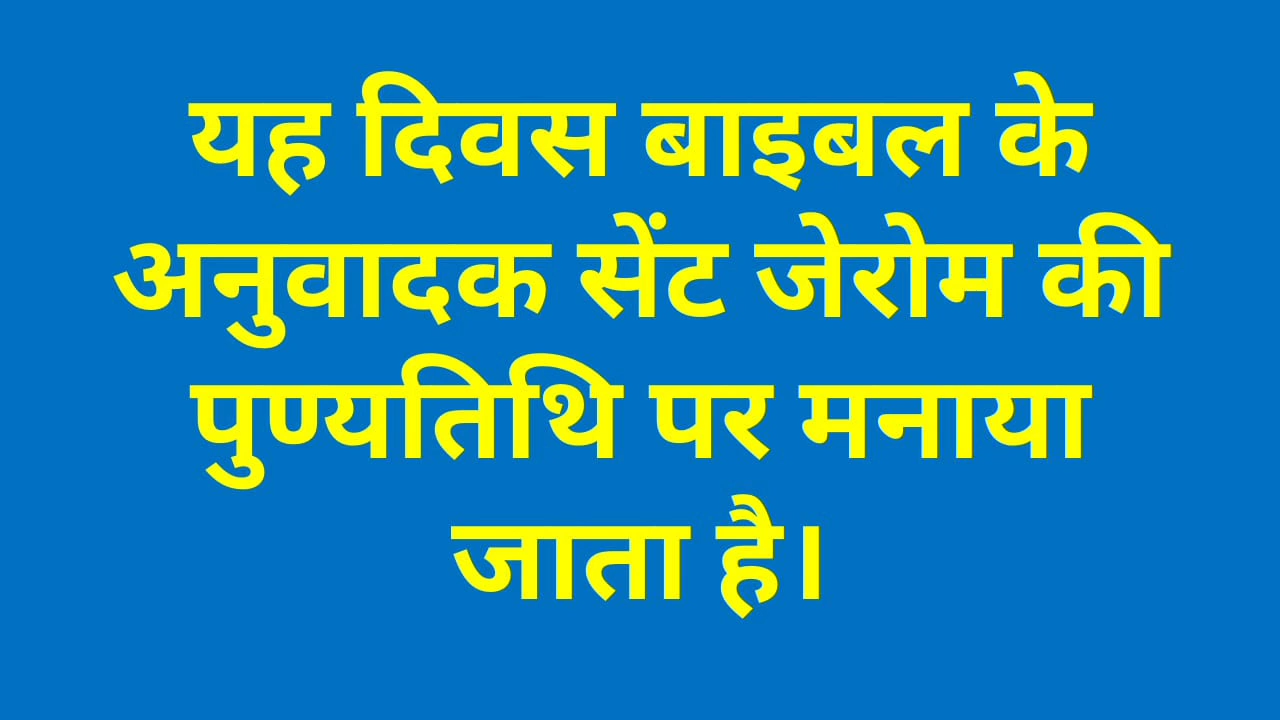 यह दिवस बाइबल के
अनुवादक सेंट जेरोम की
पुण्यतिथि पर मनाया
जाता है।